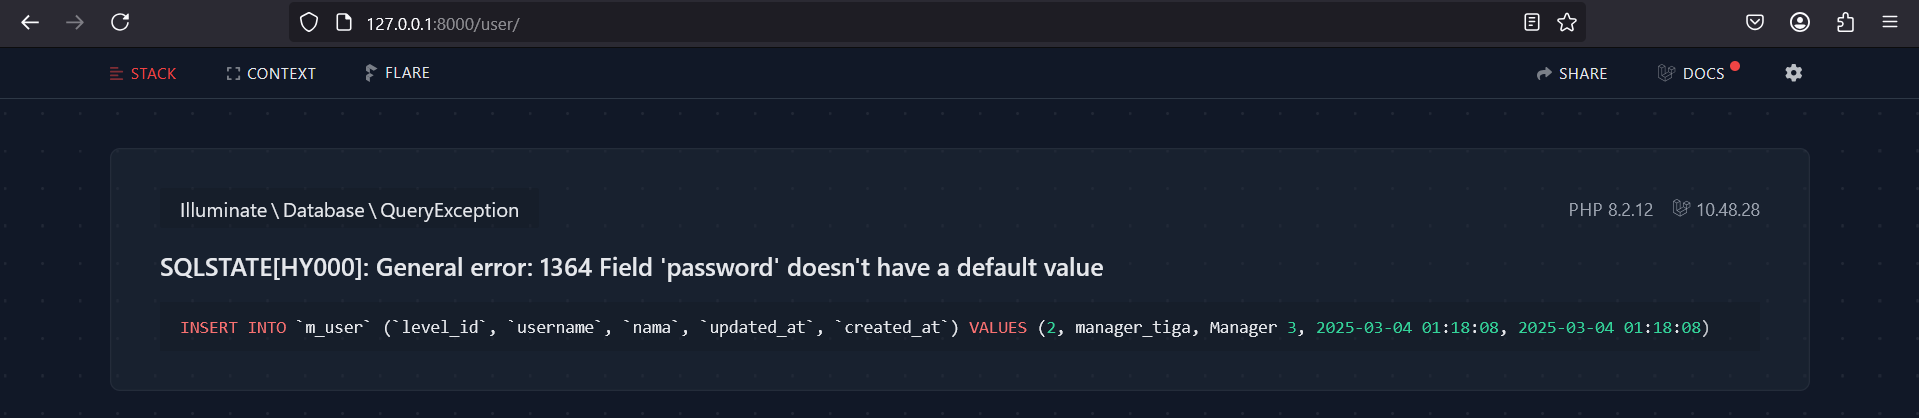 127.0.0.1:8000/user/
STACK CONTEXT FLARE SHARE DOCS
Illuminate\Database\QueryException PHP 8.2.12 10.48.28
SQLSTATE[HY000]: General error: 1364 Field 'password' doesn't have a default value
INSERT INTO `m_user` (`level_id`, `username`, `nama`, `updated_at`, `created_at`) VALUES (2, manager_tiga, Manager 3, 2025-03-04 01:18:08, 2025-03-04 01:18:08)